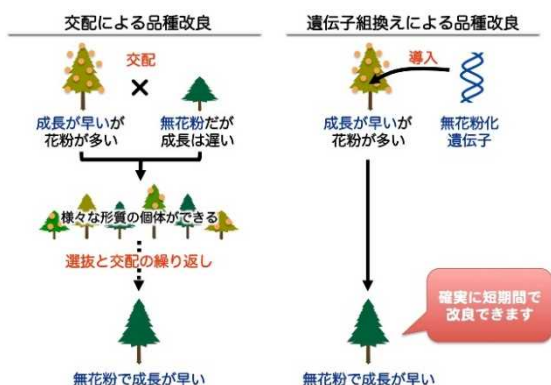 交配による品種改良
交配
成長が早いが
花粉が多い
無花粉だが
成長は遅い
様々な形質の個体ができる
選抜と交配の繰り返し
無花粉で成長が早い
遺伝子組換えによる品種改良
導入
成長が早いが
花粉が多い
無花粉化
遺伝子
確実に短期間で
改良できます
無花粉で成長が早い